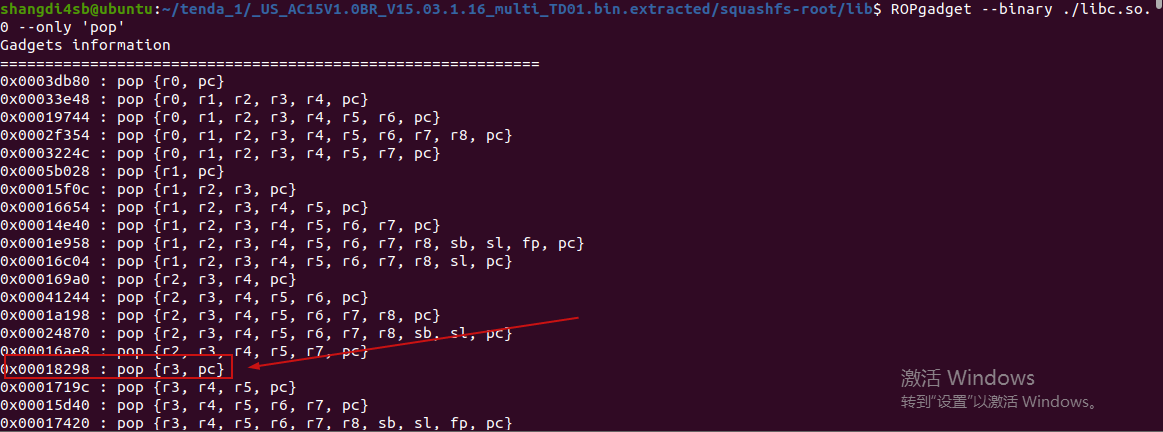 shangdi4sb@ubuntu:~/tenda_1/_US_AC15V1.0BR_V15.03.1.16_multi_TD01.bin.extracted/squashfs-root/lib$ ROPgadget --binary ./libc.so.
0 --only 'pop'
Gadgets information
============================================================
0x0003db80 : pop {r0, pc}
0x00033e48 : pop {r0, r1, r2, r3, r4, pc}
0x00019744 : pop {r0, r1, r2, r3, r4, r5, r6, pc}
0x0002f354 : pop {r0, r1, r2, r3, r4, r5, r6, r7, r8, pc}
0x0003224c : pop {r0, r1, r2, r3, r4, r5, r7, pc}
0x0005b028 : pop {r1, pc}
0x00015f0c : pop {r1, r2, r3, pc}
0x00016654 : pop {r1, r2, r3, r4, r5, pc}
0x00014e40 : pop {r1, r2, r3, r4, r5, r6, r7, pc}
0x0001e958 : pop {r1, r2, r3, r4, r5, r6, r7, r8, sb, sl, fp, pc}
0x00016c04 : pop {r1, r2, r3, r4, r5, r6, r7, r8, sl, pc}
0x000169a0 : pop {r2, r3, r4, pc}
0x00041244 : pop {r2, r3, r4, r5, r6, pc}
0x0001a198 : pop {r2, r3, r4, r5, r6, r7, r8, pc}
0x00024870 : pop {r2, r3, r4, r5, r6, r7, r8, sb, sl, pc}
0x00016ae8 : pop {r2, r3, r4, r5, r7, pc}
0x00018298 : pop {r3, pc}
0x0001719c : pop {r3, r4, r5, pc}
0x00015d40 : pop {r3, r4, r5, r6, r7, pc}
0x00017420 : pop {r3, r4, r5, r6, r7, r8, sb, sl, fp, pc}
激活 Windows
转到"设置"以激活 Windows。